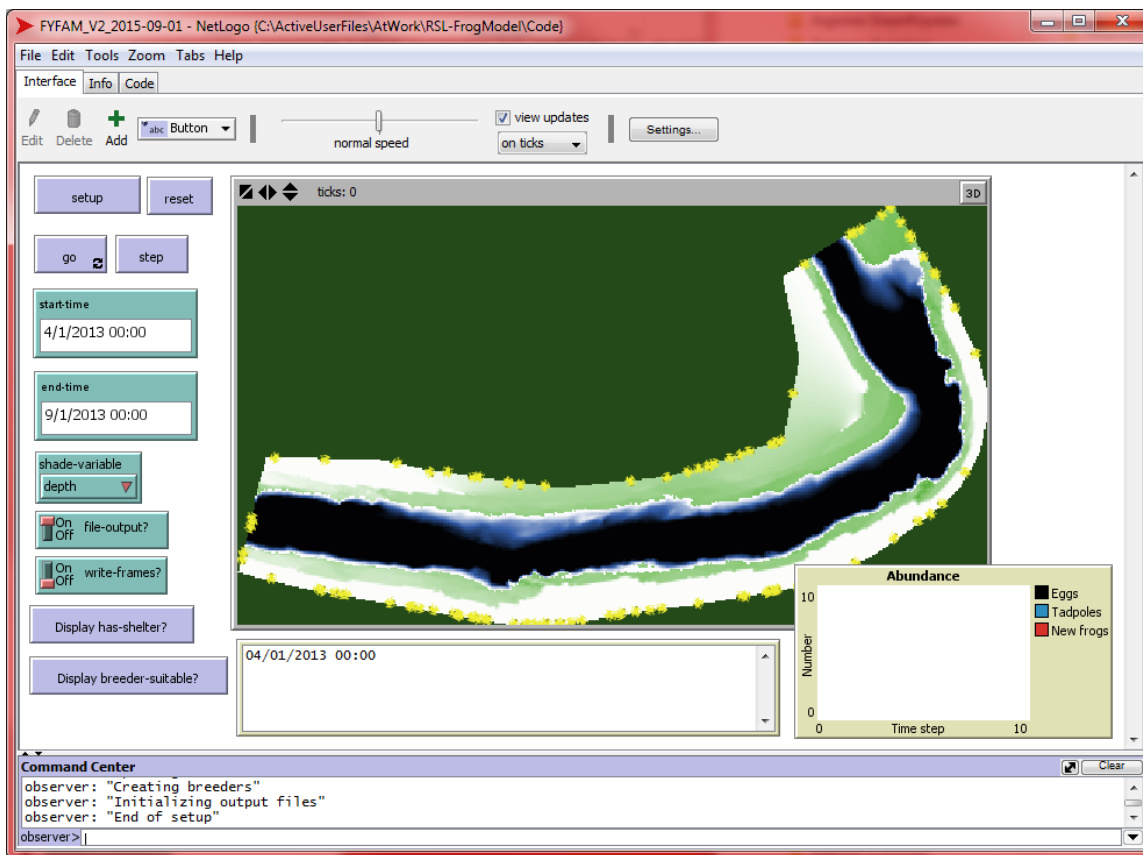 FYFAM_V2_2015-09-01 - NetLogo {C:\ActiveUserFiles\AtWork\RSL-FrogModel\Code}
File Edit Tools Zoom Tabs Help
Interface Info Code
Edit Delete Add abc Button normal speed view updates on ticks Settings...
setup reset
ticks: 0 3D
go step
start-time
4/1/2013 00:00
end-time
9/1/2013 00:00
shade-variable
depth
On Off file-output?
On Off write-frames?
Display has-shelter?
Display breeder-suitable?
04/01/2013 00:00
Abundance
10
Number
0
0 Time step 10
Eggs
Tadpoles
New frogs
Command Center Clear
observer: "Creating breeders"
observer: "Initializing output files"
observer: "End of setup"
observer>